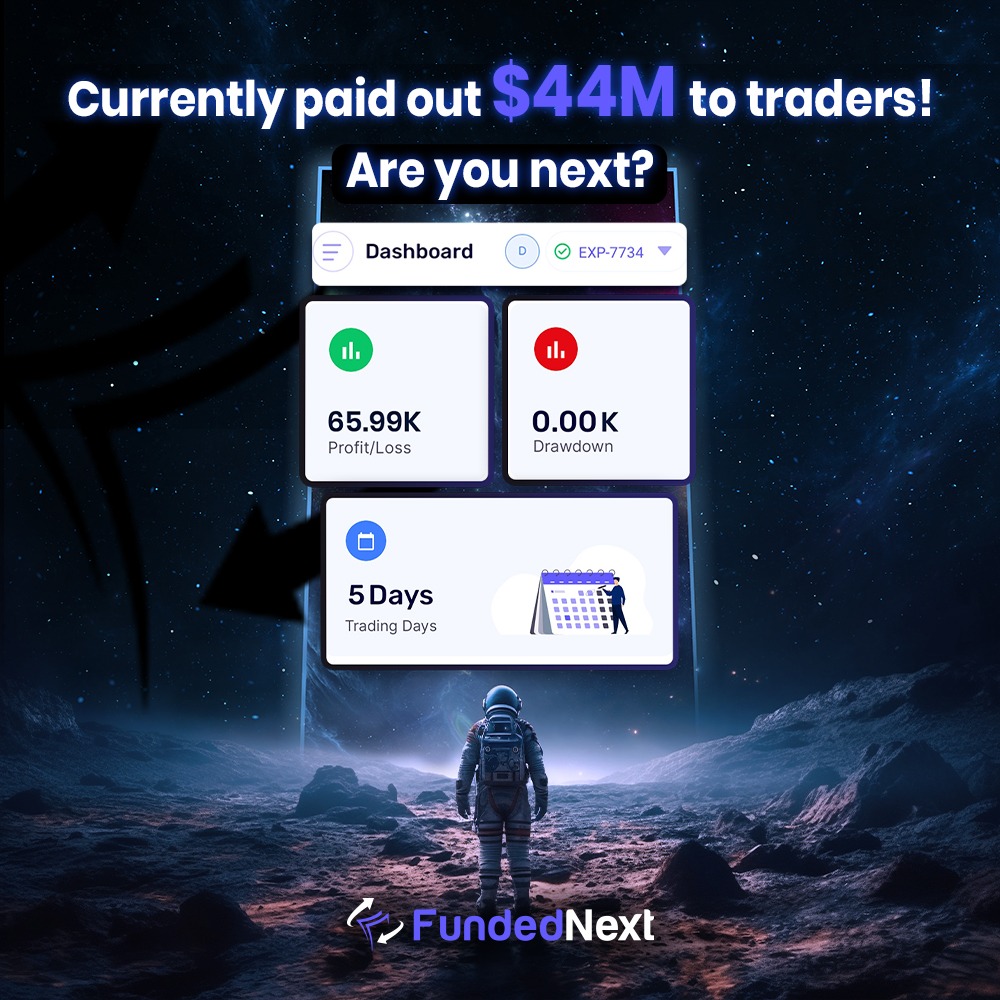 Currently paid out $44M to traders!
Are you next?
Dashboard D EXP-7734
65.99K
Profit/Loss
0.00K
Drawdown
5 Days
Trading Days
FundedNext